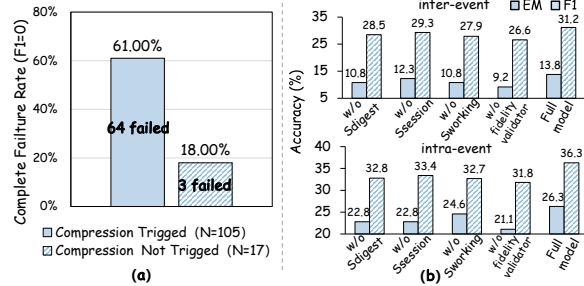 Complete Failture Rate (F1=0)
80%
60%
40%
20%
0%
61.00%
64 failed
18.00%
3 failed
Compression Trigged (N=105)
Compression Not Trigged (N=17)
(a)
inter-event
EM F1
Accuracy (%)
35
25
15
5
10.8 28.5
12.3 29.3
10.8 27.9
9.2 26.6
13.8 31.2
w/o Sdigest
w/o Ssession
w/o Sworking
w/o fidelity validator
Full model
intra-event
40
35
30
25
20
22.8 32.8
22.8 33.4
24.6 32.7
21.1 31.8
26.3 36.3
w/o Sdigest
w/o Ssession
w/o Sworking
w/o fidelity validator
Full model
(b)